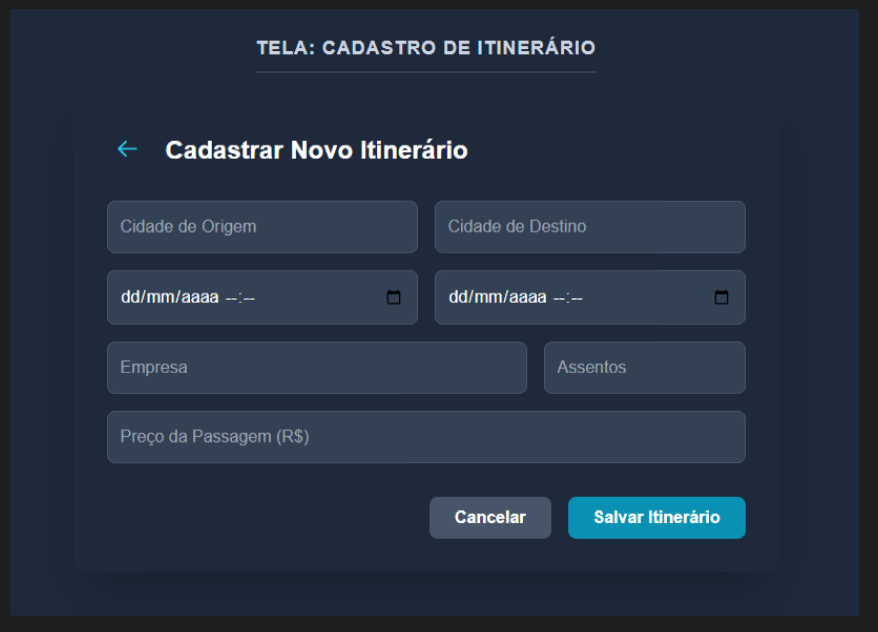 TELA: CADASTRO DE ITINERÁRIO
Cadastrar Novo Itinerário
Cidade de Origem
Cidade de Destino
dd/mm/aaaa --:--
dd/mm/aaaa --:--
Empresa
Assentos
Preço da Passagem (R$)
Cancelar
Salvar Itinerário